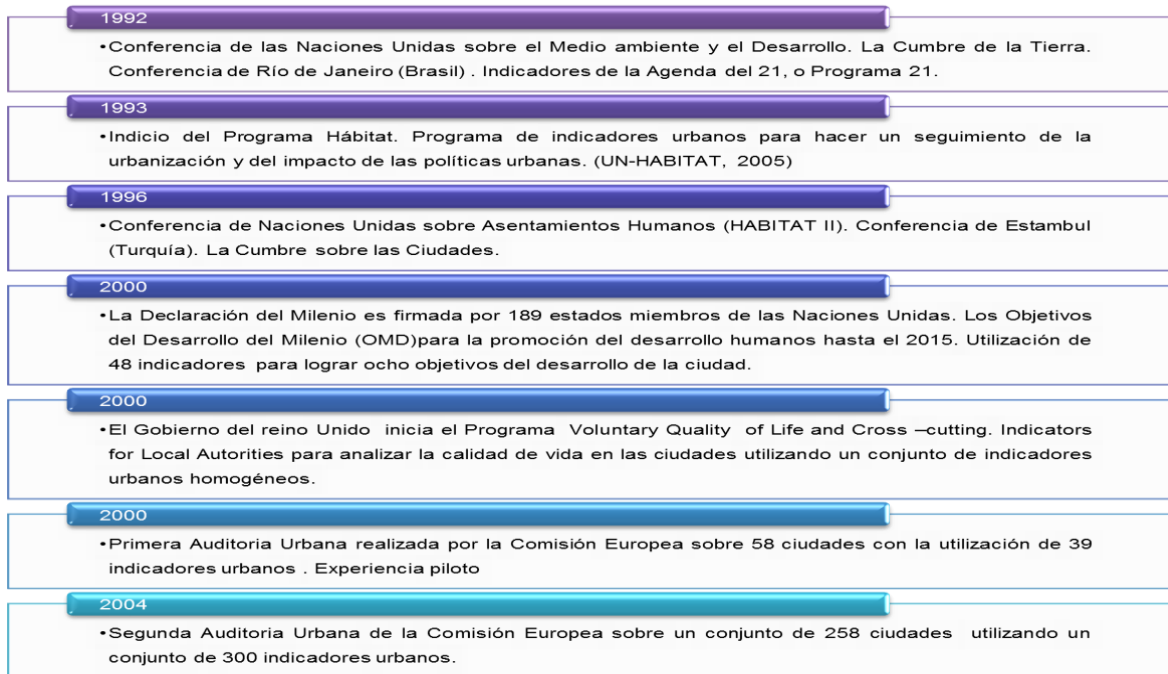 1992
•Conferencia de las Naciones Unidas sobre el Medio ambiente y el Desarrollo. La Cumbre de la Tierra.
Conferencia de Río de Janeiro (Brasil) . Indicadores de la Agenda del 21, o Programa 21.
1993
•Indicio del Programa Hábitat. Programa de indicadores urbanos para hacer un seguimiento de la
urbanización y del impacto de las políticas urbanas. (UN-HABITAT, 2005)
1996
•Conferencia de Naciones Unidas sobre Asentamientos Humanos (HABITAT II). Conferencia de Estambul
(Turquía). La Cumbre sobre las Ciudades.
2000
•La Declaración del Milenio es firmada por 189 estados miembros de las Naciones Unidas. Los Objetivos
del Desarrollo del Milenio (OMD)para la promoción del desarrollo humanos hasta el 2015. Utilización de
48 indicadores para lograr ocho objetivos del desarrollo de la ciudad.
2000
•El Gobierno del reino Unido inicia el Programa Voluntary Quality of Life and Cross –cutting. Indicators
for Local Autorities para analizar la calidad de vida en las ciudades utilizando un conjunto de indicadores
urbanos homogéneos.
2000
•Primera Auditoria Urbana realizada por la Comisión Europea sobre 58 ciudades con la utilización de 39
indicadores urbanos . Experiencia piloto
2004
•Segunda Auditoria Urbana de la Comisión Europea sobre un conjunto de 258 ciudades utilizando un
conjunto de 300 indicadores urbanos.